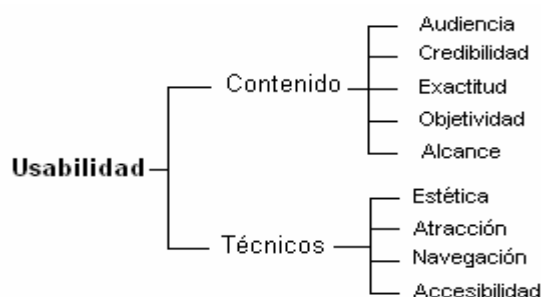 Usabilidad
Contenido
Audiencia
Credibilidad
Exactitud
Objetividad
Alcance
Técnicos
Estética
Atracción
Navegación
Accesibilidad